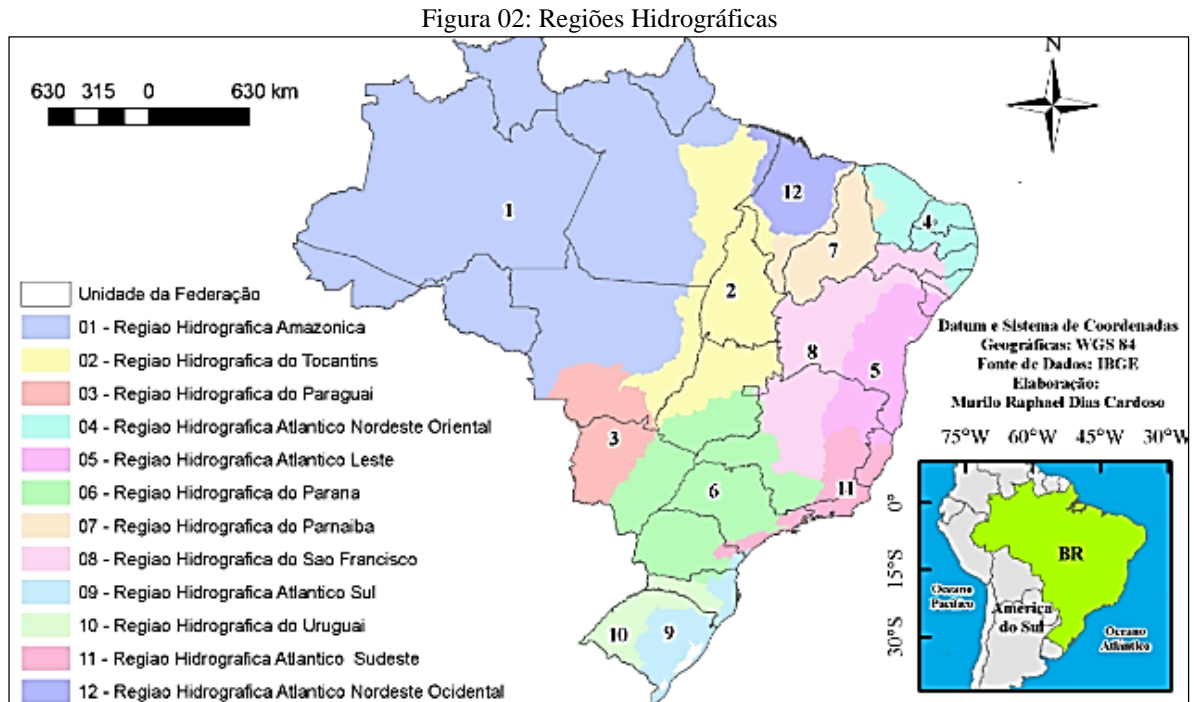 Figura 02: Regiões Hidrográficas
630 315 0 630 km
N
1
2
3
4
5
6
7
8
9
10
11
12
Unidade da Federação
01 - Regiao Hidrografica Amazonica
02 - Regiao Hidrografica do Tocantins
03 - Regiao Hidrografica do Paraguai
04 - Regiao Hidrografica Atlantico Nordeste Oriental
05 - Regiao Hidrografica Atlantico Leste
06 - Regiao Hidrografica do Parana
07 - Regiao Hidrografica do Parnaiba
08 - Regiao Hidrografica do Sao Francisco
09 - Regiao Hidrografica Atlantico Sul
10 - Regiao Hidrografica do Uruguai
11 - Regiao Hidrografica Atlantico Sudeste
12 - Regiao Hidrografica Atlantico Nordeste Ocidental
Datum e Sistema de Coordenadas
Geográficas: WGS 84
Fonte de Dados: IBGE
Elaboração:
Murilo Raphael Dias Cardoso
75°W 60°W 45°W 30°W
0°
15°S
30°S
BR
Oceano
Pacífico
América
do Sul
Oceano
Atlântico